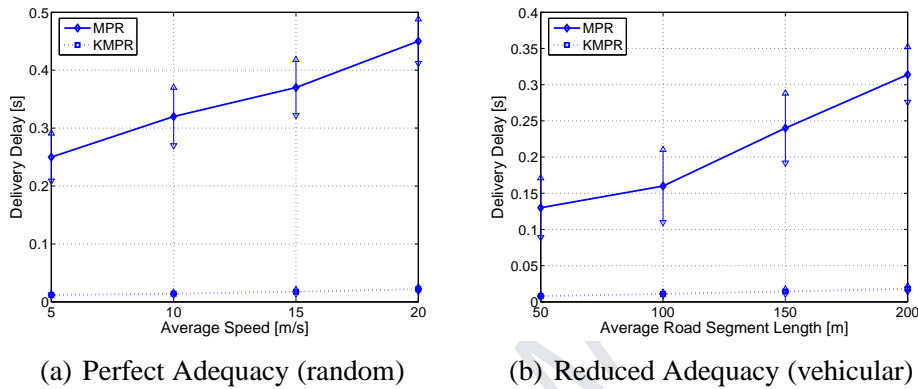 0.5
0.4
0.3
0.2
0.1
0
Delivery Delay [s]
MPR
KMPR
5
10
15
20
Average Speed [m/s]
(a) Perfect Adequacy (random)
0.4
0.35
0.3
0.25
0.2
0.15
0.1
0.05
0
Delivery Delay [s]
MPR
KMPR
50
100
150
200
Average Road Segment Length [m]
(b) Reduced Adequacy (vehicular)